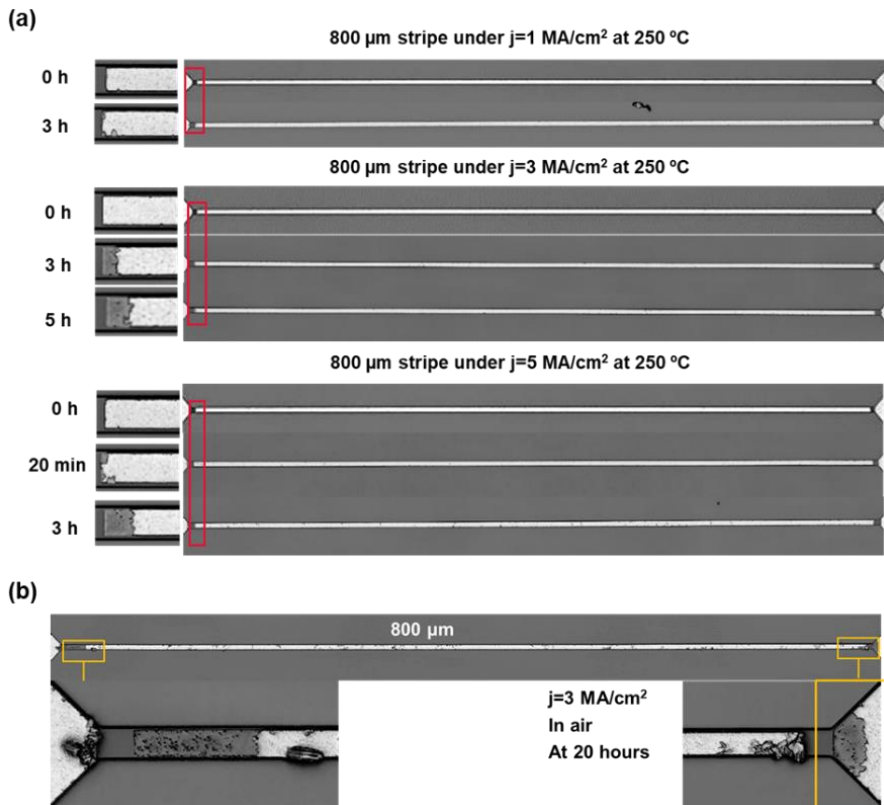 (a)
800 µm stripe under j=1 MA/cm² at 250 ºC
0 h
3 h
800 µm stripe under j=3 MA/cm² at 250 ºC
0 h
3 h
5 h
800 µm stripe under j=5 MA/cm² at 250 ºC
0 h
20 min
3 h
(b)
800 µm
j=3 MA/cm²
In air
At 20 hours